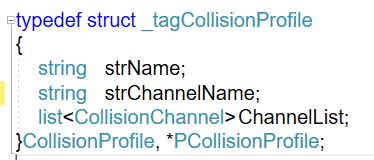 typedef struct _tagCollisionProfile
{
string strName;
string strChannelName;
list<CollisionChannel> ChannelList;
}CollisionProfile, *PCollisionProfile;